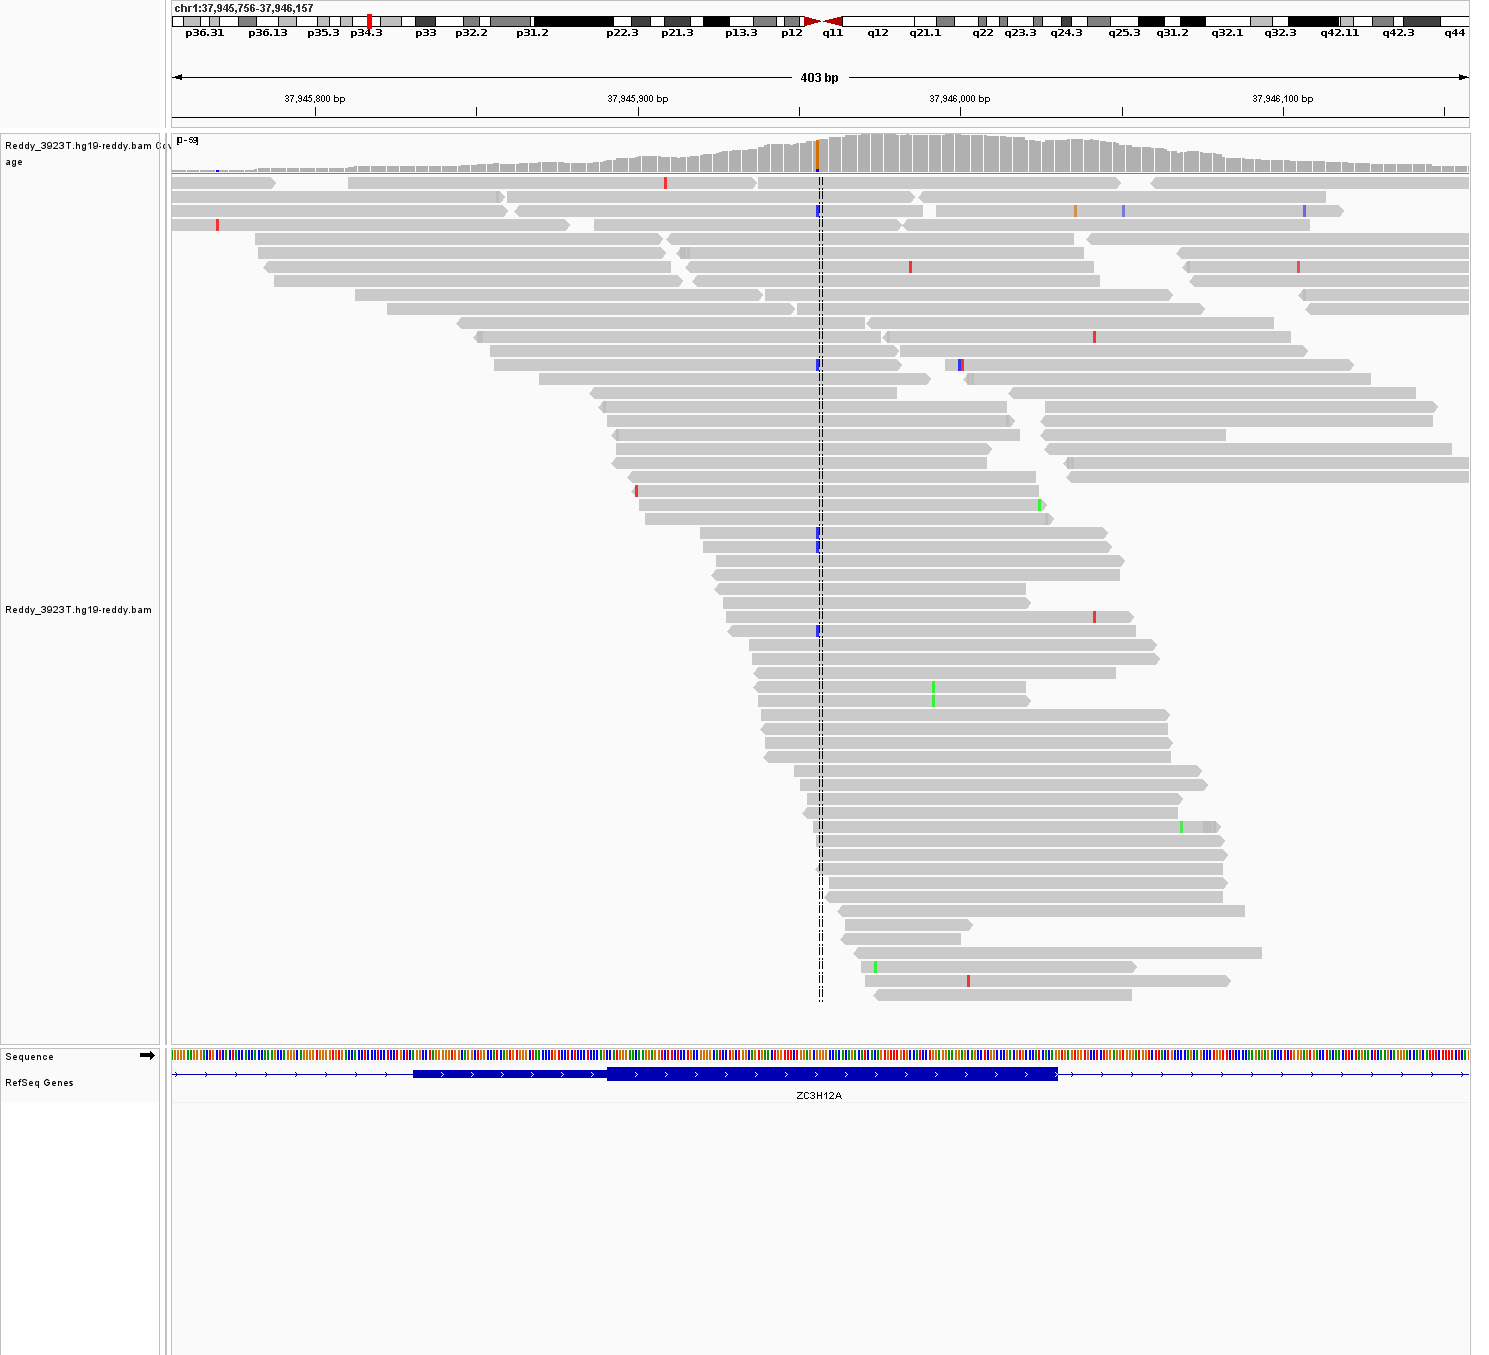 chr1:37,945,756-37,946,157
p36.31 p36.13 p35.3 p34.3 p33 p32.2 p31.2 p22.3 p21.3 p13.3 p12 q11 q12 q21.1 q22 q23.3 q24.3 q25.3 q31.2 q32.1 q32.3 q42.11 q42.3 q44
403 bp
37,945,800 bp 37,945,900 bp 37,946,000 bp 37,946,100 bp
Reddy_3923T.hg19-reddy.bam Cov
age
[0 - 59]
Reddy_3923T.hg19-reddy.bam
Sequence
RefSeq Genes
ZC3H12A